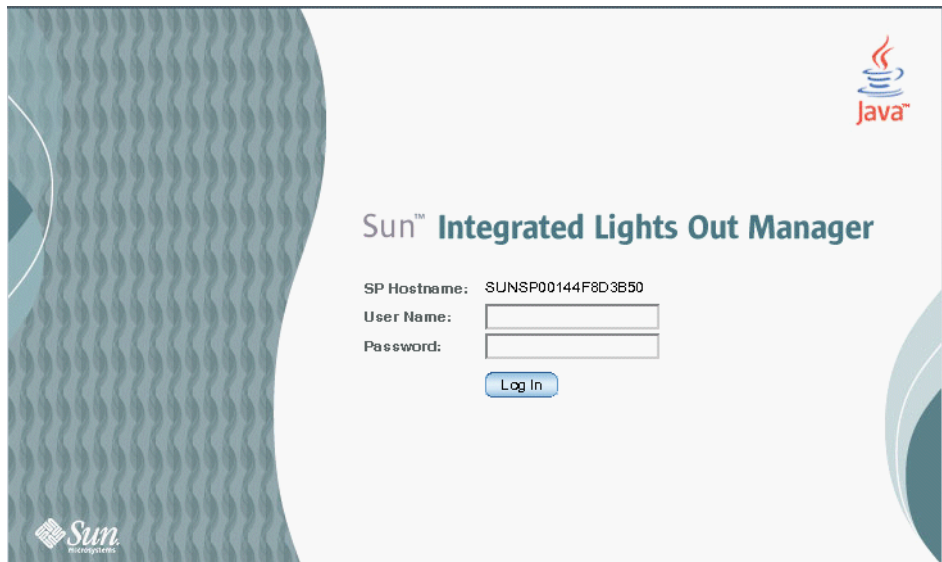 Java™
Sun™ Integrated Lights Out Manager
SP Hostname: SUNSP00144F8D3B50
User Name:
Password:
Log In
Sun
microsystems